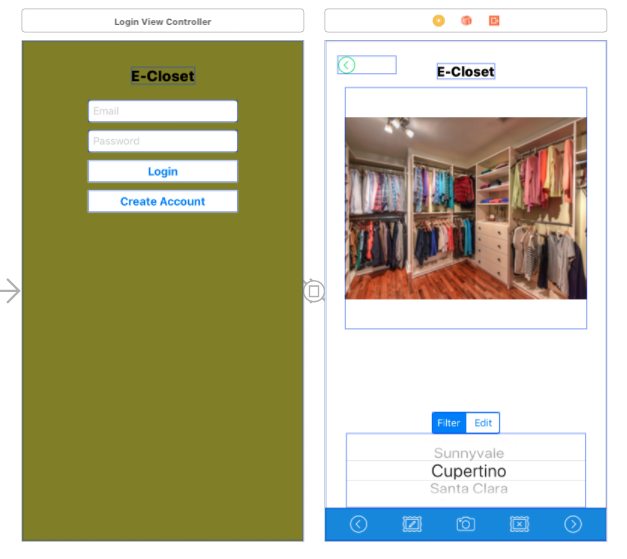 Login View Controller
E-Closet
Email
Password
Login
Create Account
E-Closet
Filter
Edit
Sunnyvale
Cupertino
Santa Clara